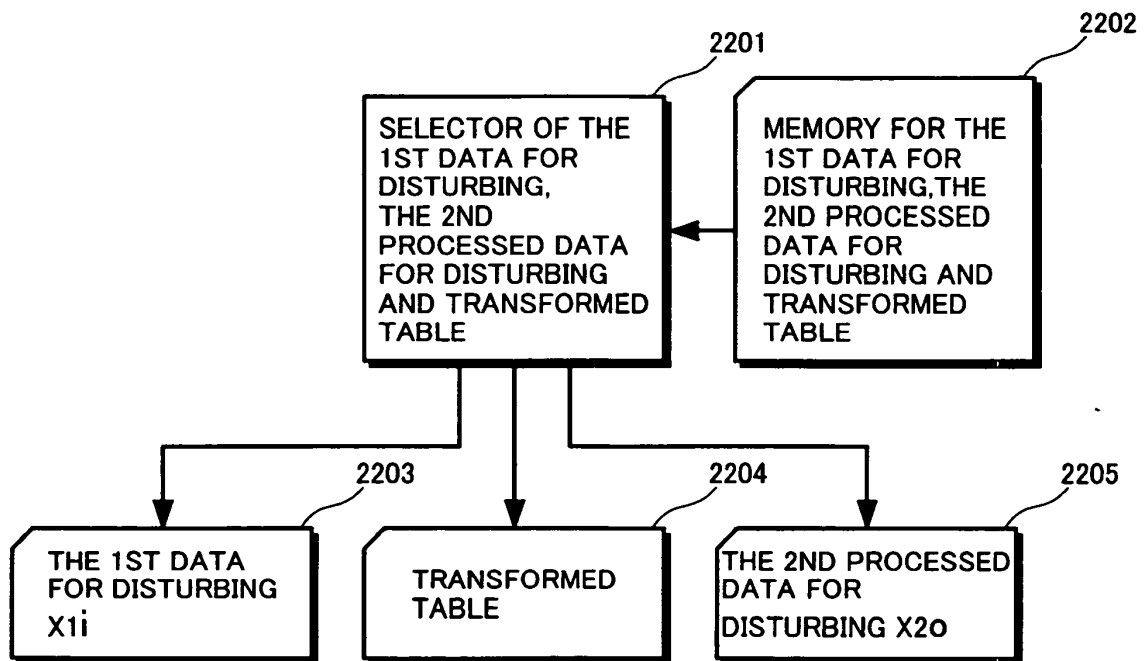 2201
2202
SELECTOR OF THE
1ST DATA FOR
DISTURBING,
THE 2ND
PROCESSED DATA
FOR DISTURBING
AND TRANSFORMED
TABLE
MEMORY FOR THE
1ST DATA FOR
DISTURBING,THE
2ND PROCESSED
DATA FOR
DISTURBING AND
TRANSFORMED
TABLE
2203
2204
2205
THE 1ST DATA
FOR DISTURBING
X1i
TRANSFORMED
TABLE
THE 2ND PROCESSED
DATA FOR
DISTURBING X2o